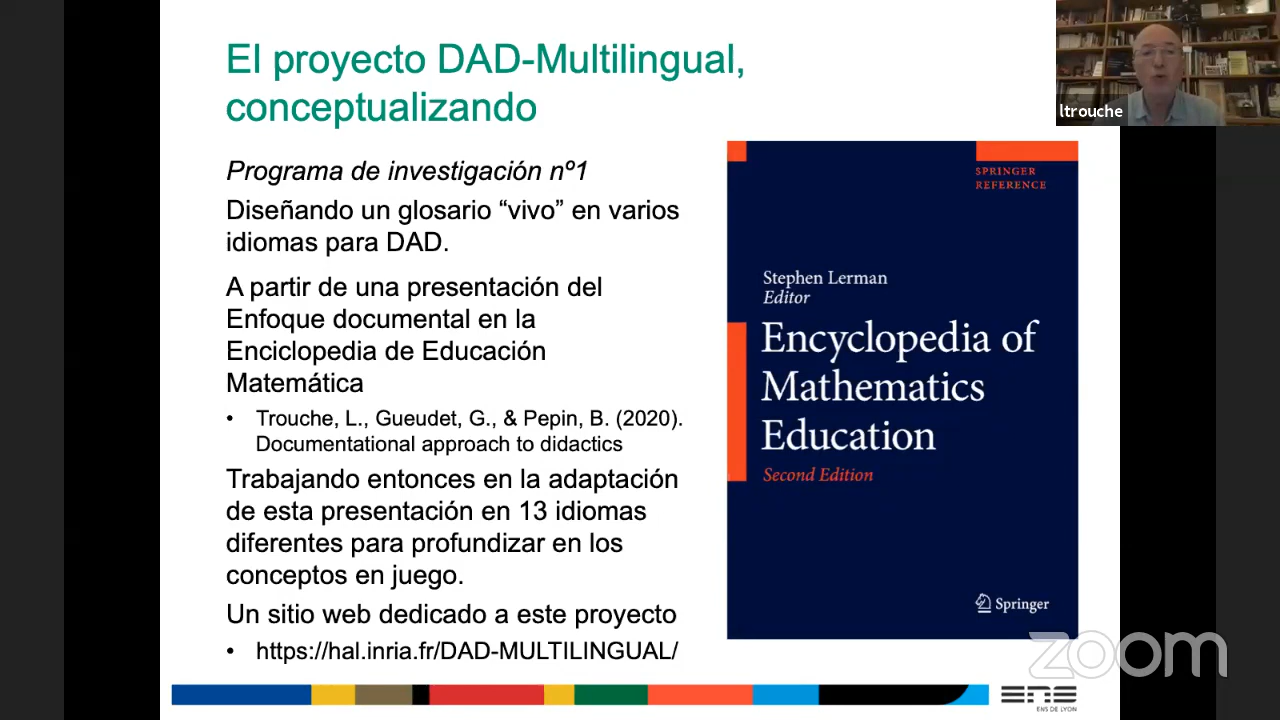 El proyecto DAD-Multilingual,
conceptualizando
ltrouche
Programa de investigación nº1
Diseñando un glosario “vivo” en varios
idiomas para DAD.
A partir de una presentación del
Enfoque documental en la
Enciclopedia de Educación
Matemática
• Trouche, L., Gueudet, G., & Pepin, B. (2020).
Documentational approach to didactics
Trabajando entonces en la adaptación
de esta presentación en 13 idiomas
diferentes para profundizar en los
conceptos en juego.
Un sitio web dedicado a este proyecto
• https://hal.inria.fr/DAD-MULTILINGUAL/
SPRINGER
REFERENCE
Stephen Lerman
Editor
Encyclopedia of
Mathematics
Education
Second Edition
Springer
zoom
ENS
ENS DE LYON